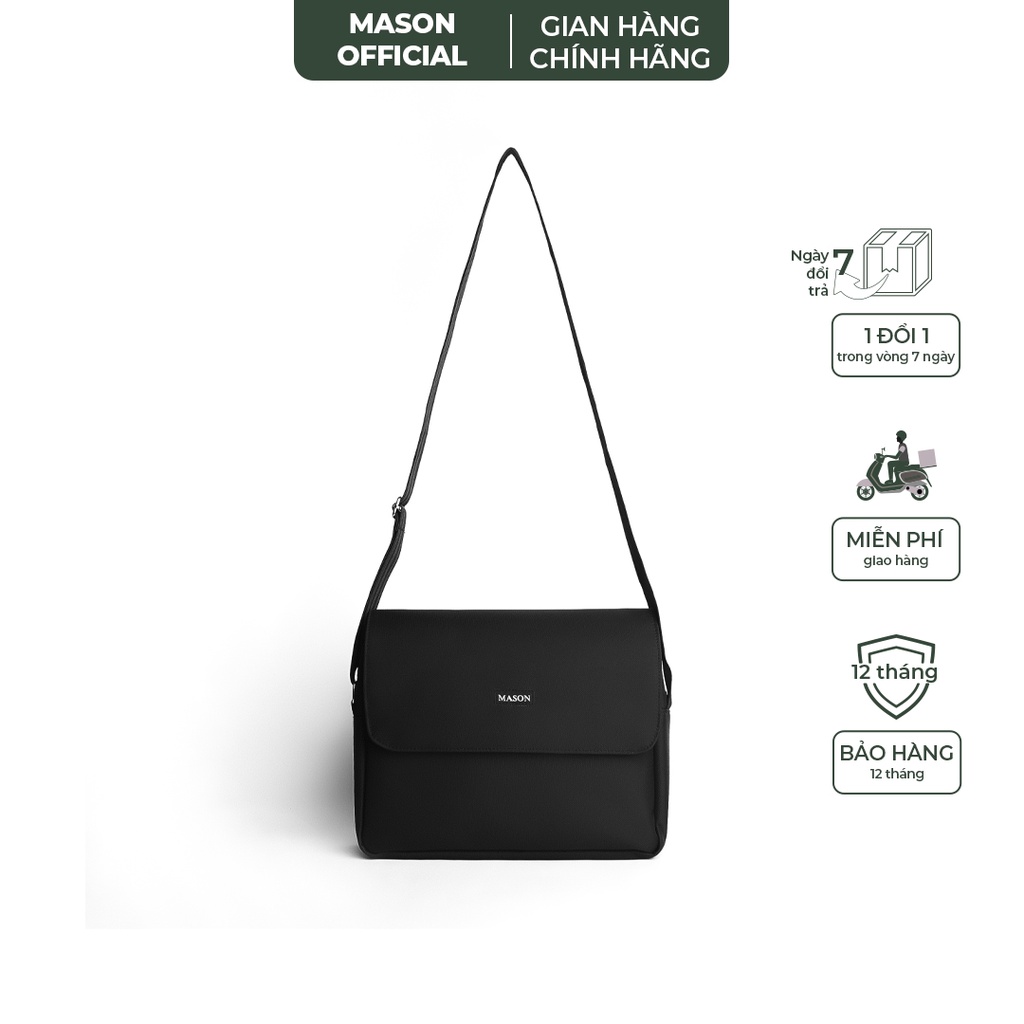 MASON
OFFICIAL
GIAN HÀNG
CHÍNH HÃNG
Ngày 7
đổi
trả
1 ĐỔI 1
trong vòng 7 ngày
MIỄN PHÍ
giao hàng
MASON
12 tháng
BẢO HÀNG
12 tháng